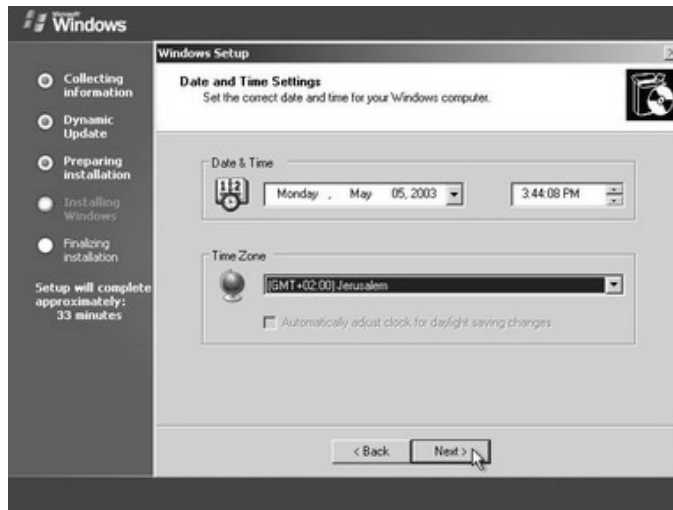 Microsoft
Windows
Collecting
information
Dynamic
Update
Preparing
installation
Installing
Windows
Finalizing
installation
Setup will complete
approximately:
33 minutes
Windows Setup
Date and Time Settings
Set the correct date and time for your Windows computer.
Date & Time
Monday , May 05, 2003
3:44:08 PM
Time Zone
(GMT+02:00) Jerusalem
Automatically adjust clock for daylight saving changes
< Back
Next >